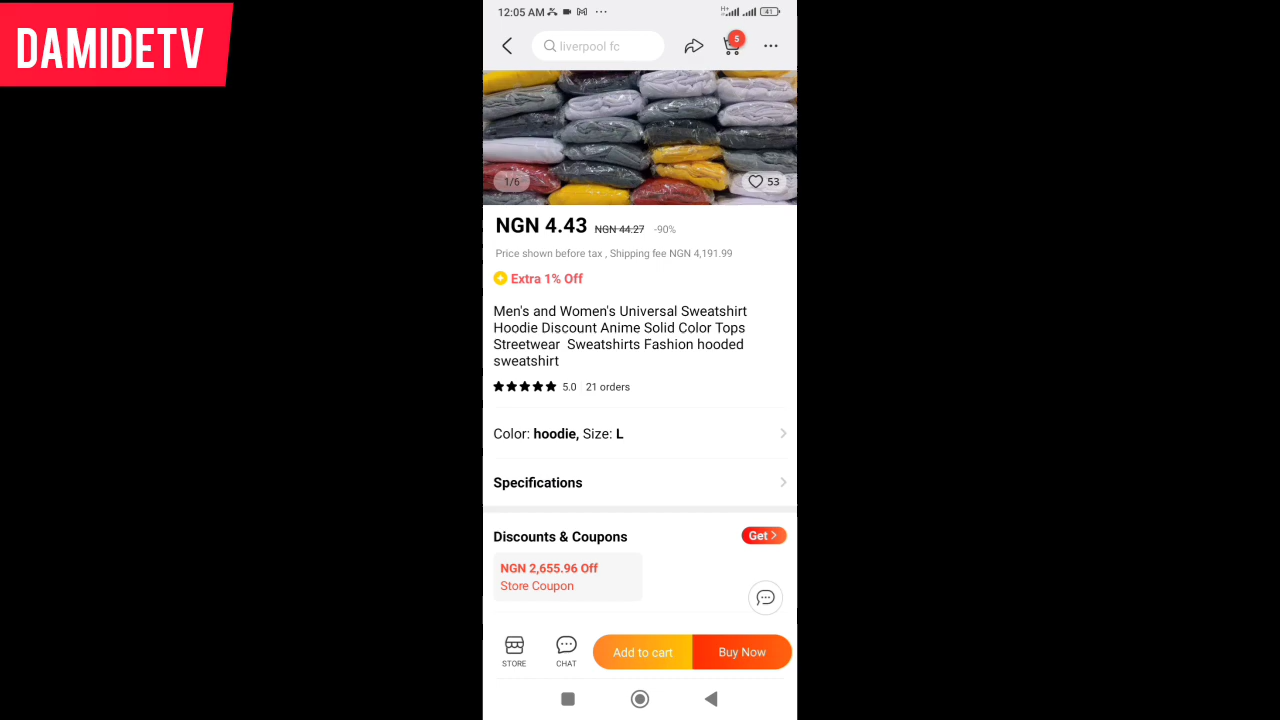 DAMIDETV
12:05 AM
H+
41
liverpool fc
5
1/6
53
NGN 4.43 NGN 44.27 -90%
Price shown before tax , Shipping fee NGN 4,191.99
Extra 1% Off
Men's and Women's Universal Sweatshirt
Hoodie Discount Anime Solid Color Tops
Streetwear Sweatshirts Fashion hooded
sweatshirt
5.0 21 orders
Color: hoodie, Size: L
Specifications
Discounts & Coupons
Get >
NGN 2,655.96 Off
Store Coupon
STORE
CHAT
Add to cart
Buy Now